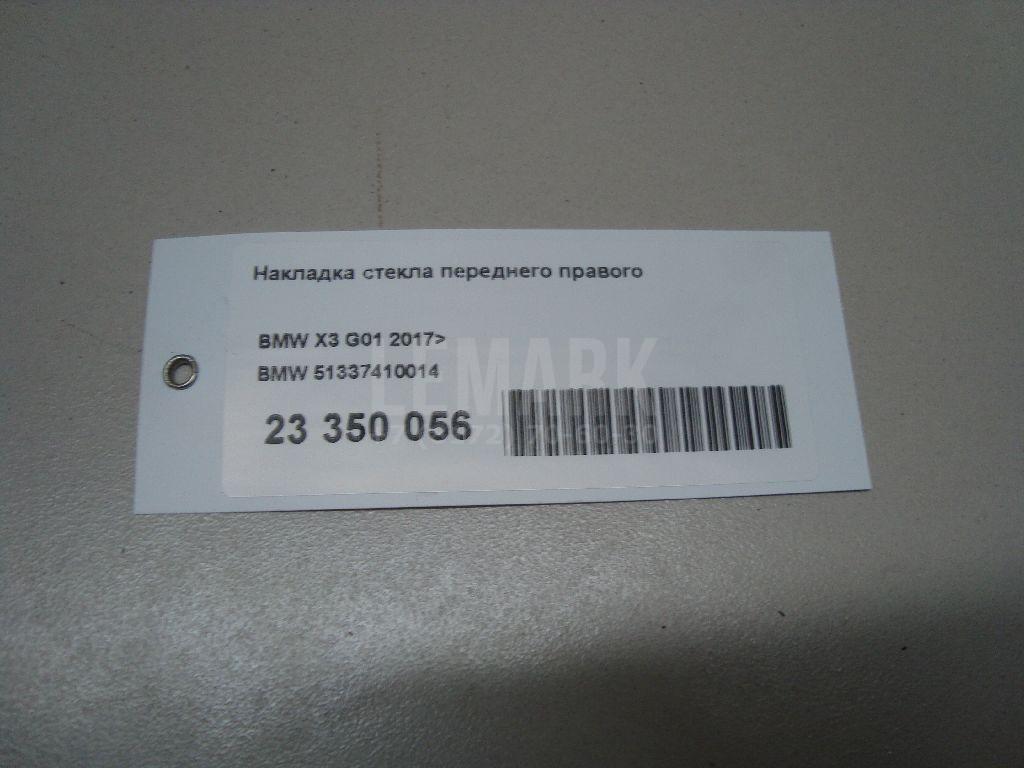 Накладка стекла переднего правого
BMW X3 G01 2017>
BMW 51337410014
LEMARK
23 350 056